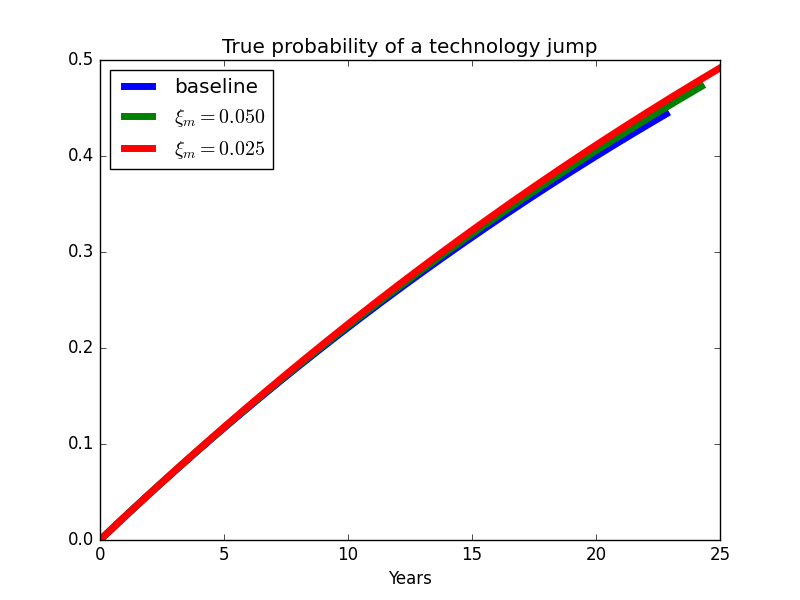 True probability of a technology jump
0.5
0.4
0.3
0.2
0.1
0.0
baseline
ξₘ = 0.050
ξₘ = 0.025
0 5 10 15 20 25
Years